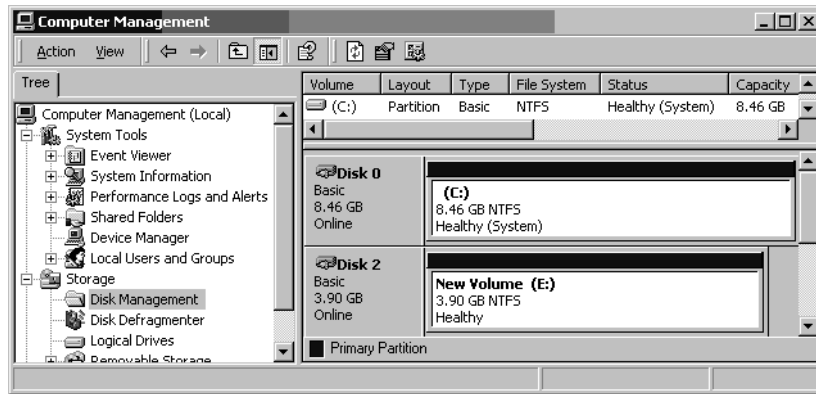 Computer Management
Action View
Tree
Volume Layout Type File System Status Capacity
(C:) Partition Basic NTFS Healthy (System) 8.46 GB
Computer Management (Local)
System Tools
Event Viewer
System Information
Performance Logs and Alerts
Shared Folders
Device Manager
Local Users and Groups
Storage
Disk Management
Disk Defragmenter
Logical Drives
Removable Storage
Disk 0
Basic
8.46 GB
Online
(C:)
8.46 GB NTFS
Healthy (System)
Disk 2
Basic
3.90 GB
Online
New Volume (E:)
3.90 GB NTFS
Healthy
Primary Partition